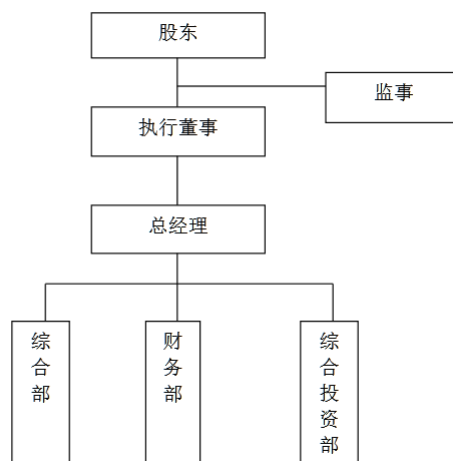 股东
监事
执行董事
总经理
综合部
财务部
综合投资部